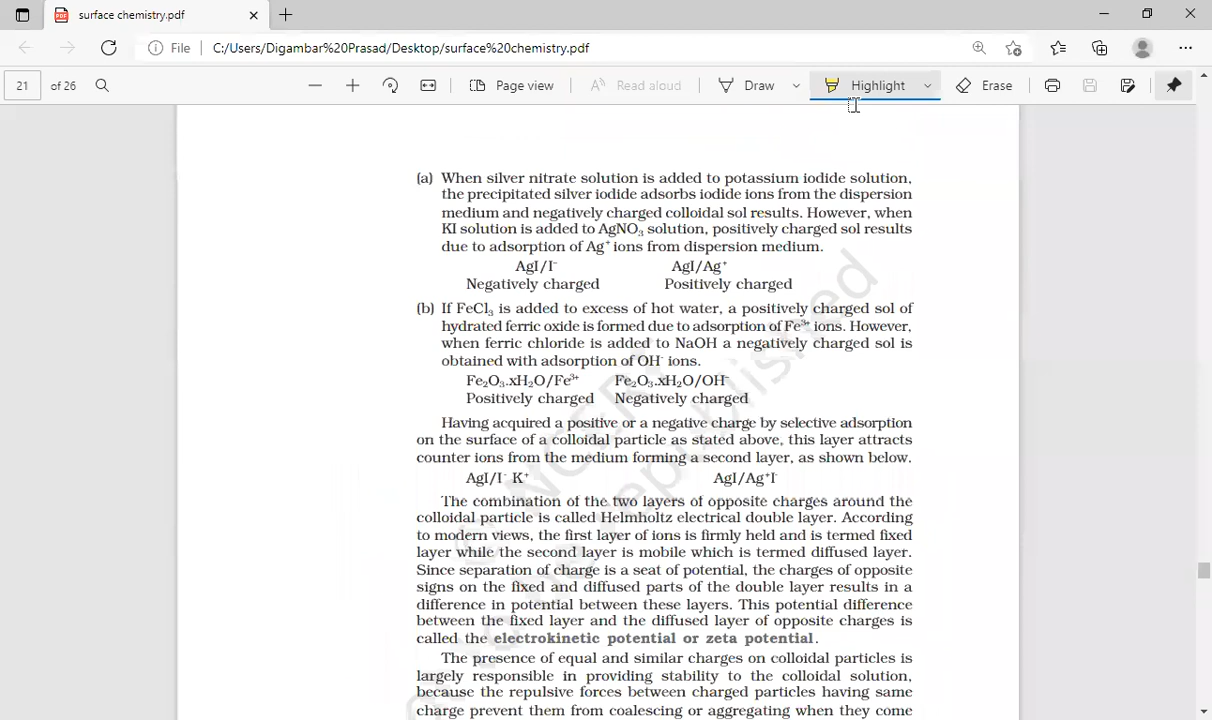 surface chemistry.pdf
File C:/Users/Digambar%20Prasad/Desktop/surface%20chemistry.pdf
21 of 26 Page view Read aloud Draw Highlight Erase
(a) When silver nitrate solution is added to potassium iodide solution,
the precipitated silver iodide adsorbs iodide ions from the dispersion
medium and negatively charged colloidal sol results. However, when
KI solution is added to AgNO₃ solution, positively charged sol results
due to adsorption of Ag⁺ ions from dispersion medium.
AgI/I⁻ AgI/Ag⁺
Negatively charged Positively charged
(b) If FeCl₃ is added to excess of hot water, a positively charged sol of
hydrated ferric oxide is formed due to adsorption of Fe³⁺ ions. However,
when ferric chloride is added to NaOH a negatively charged sol is
obtained with adsorption of OH⁻ ions.
Fe₂O₃.xH₂O/Fe³⁺ Fe₂O₃.xH₂O/OH⁻
Positively charged Negatively charged
Having acquired a positive or a negative charge by selective adsorption
on the surface of a colloidal particle as stated above, this layer attracts
counter ions from the medium forming a second layer, as shown below.
AgI/I⁻ K⁺ AgI/Ag⁺I⁻
The combination of the two layers of opposite charges around the
colloidal particle is called Helmholtz electrical double layer. According
to modern views, the first layer of ions is firmly held and is termed fixed
layer while the second layer is mobile which is termed diffused layer.
Since separation of charge is a seat of potential, the charges of opposite
signs on the fixed and diffused parts of the double layer results in a
difference in potential between these layers. This potential difference
between the fixed layer and the diffused layer of opposite charges is
called the electrokinetic potential or zeta potential.
The presence of equal and similar charges on colloidal particles is
largely responsible in providing stability to the colloidal solution,
because the repulsive forces between charged particles having same
charge prevent them from coalescing or aggregating when they come
© NCERT
to be republished